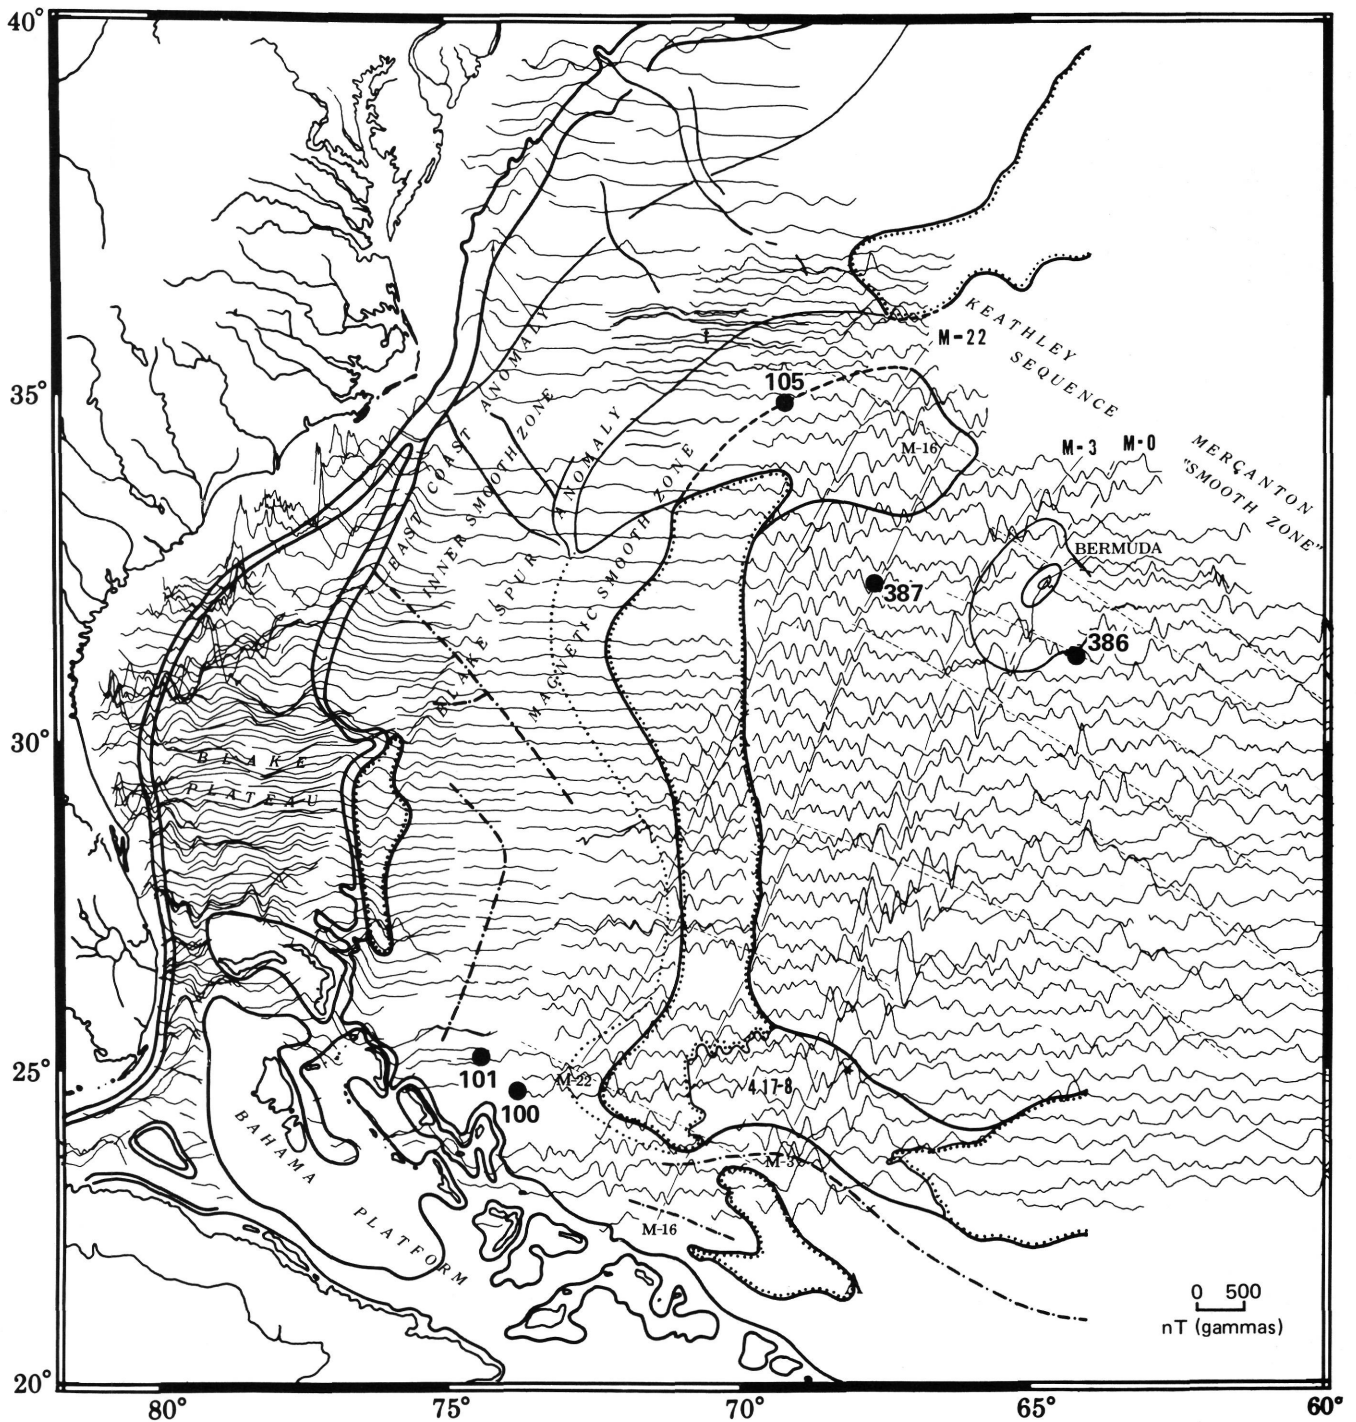 40°
KEATHLEY
SEQUENCE
M-22
35°
105
M-16
M-3
M-0
MERÇANTON
"SMOOTH ZONE"
EAST COAST ANOMALY
INNER SMOOTH ZONE
BLAKE SPUR ANOMALY
MAGNETIC SMOOTH ZONE
BERMUDA
387
386
30°
BLAKE
PLATEAU
25°
101
100
M-22
4.17-8
BAHAMA
PLATFORM
M-3
M-16
0 500
nT (gammas)
20°
80°
75°
70°
65°
60°